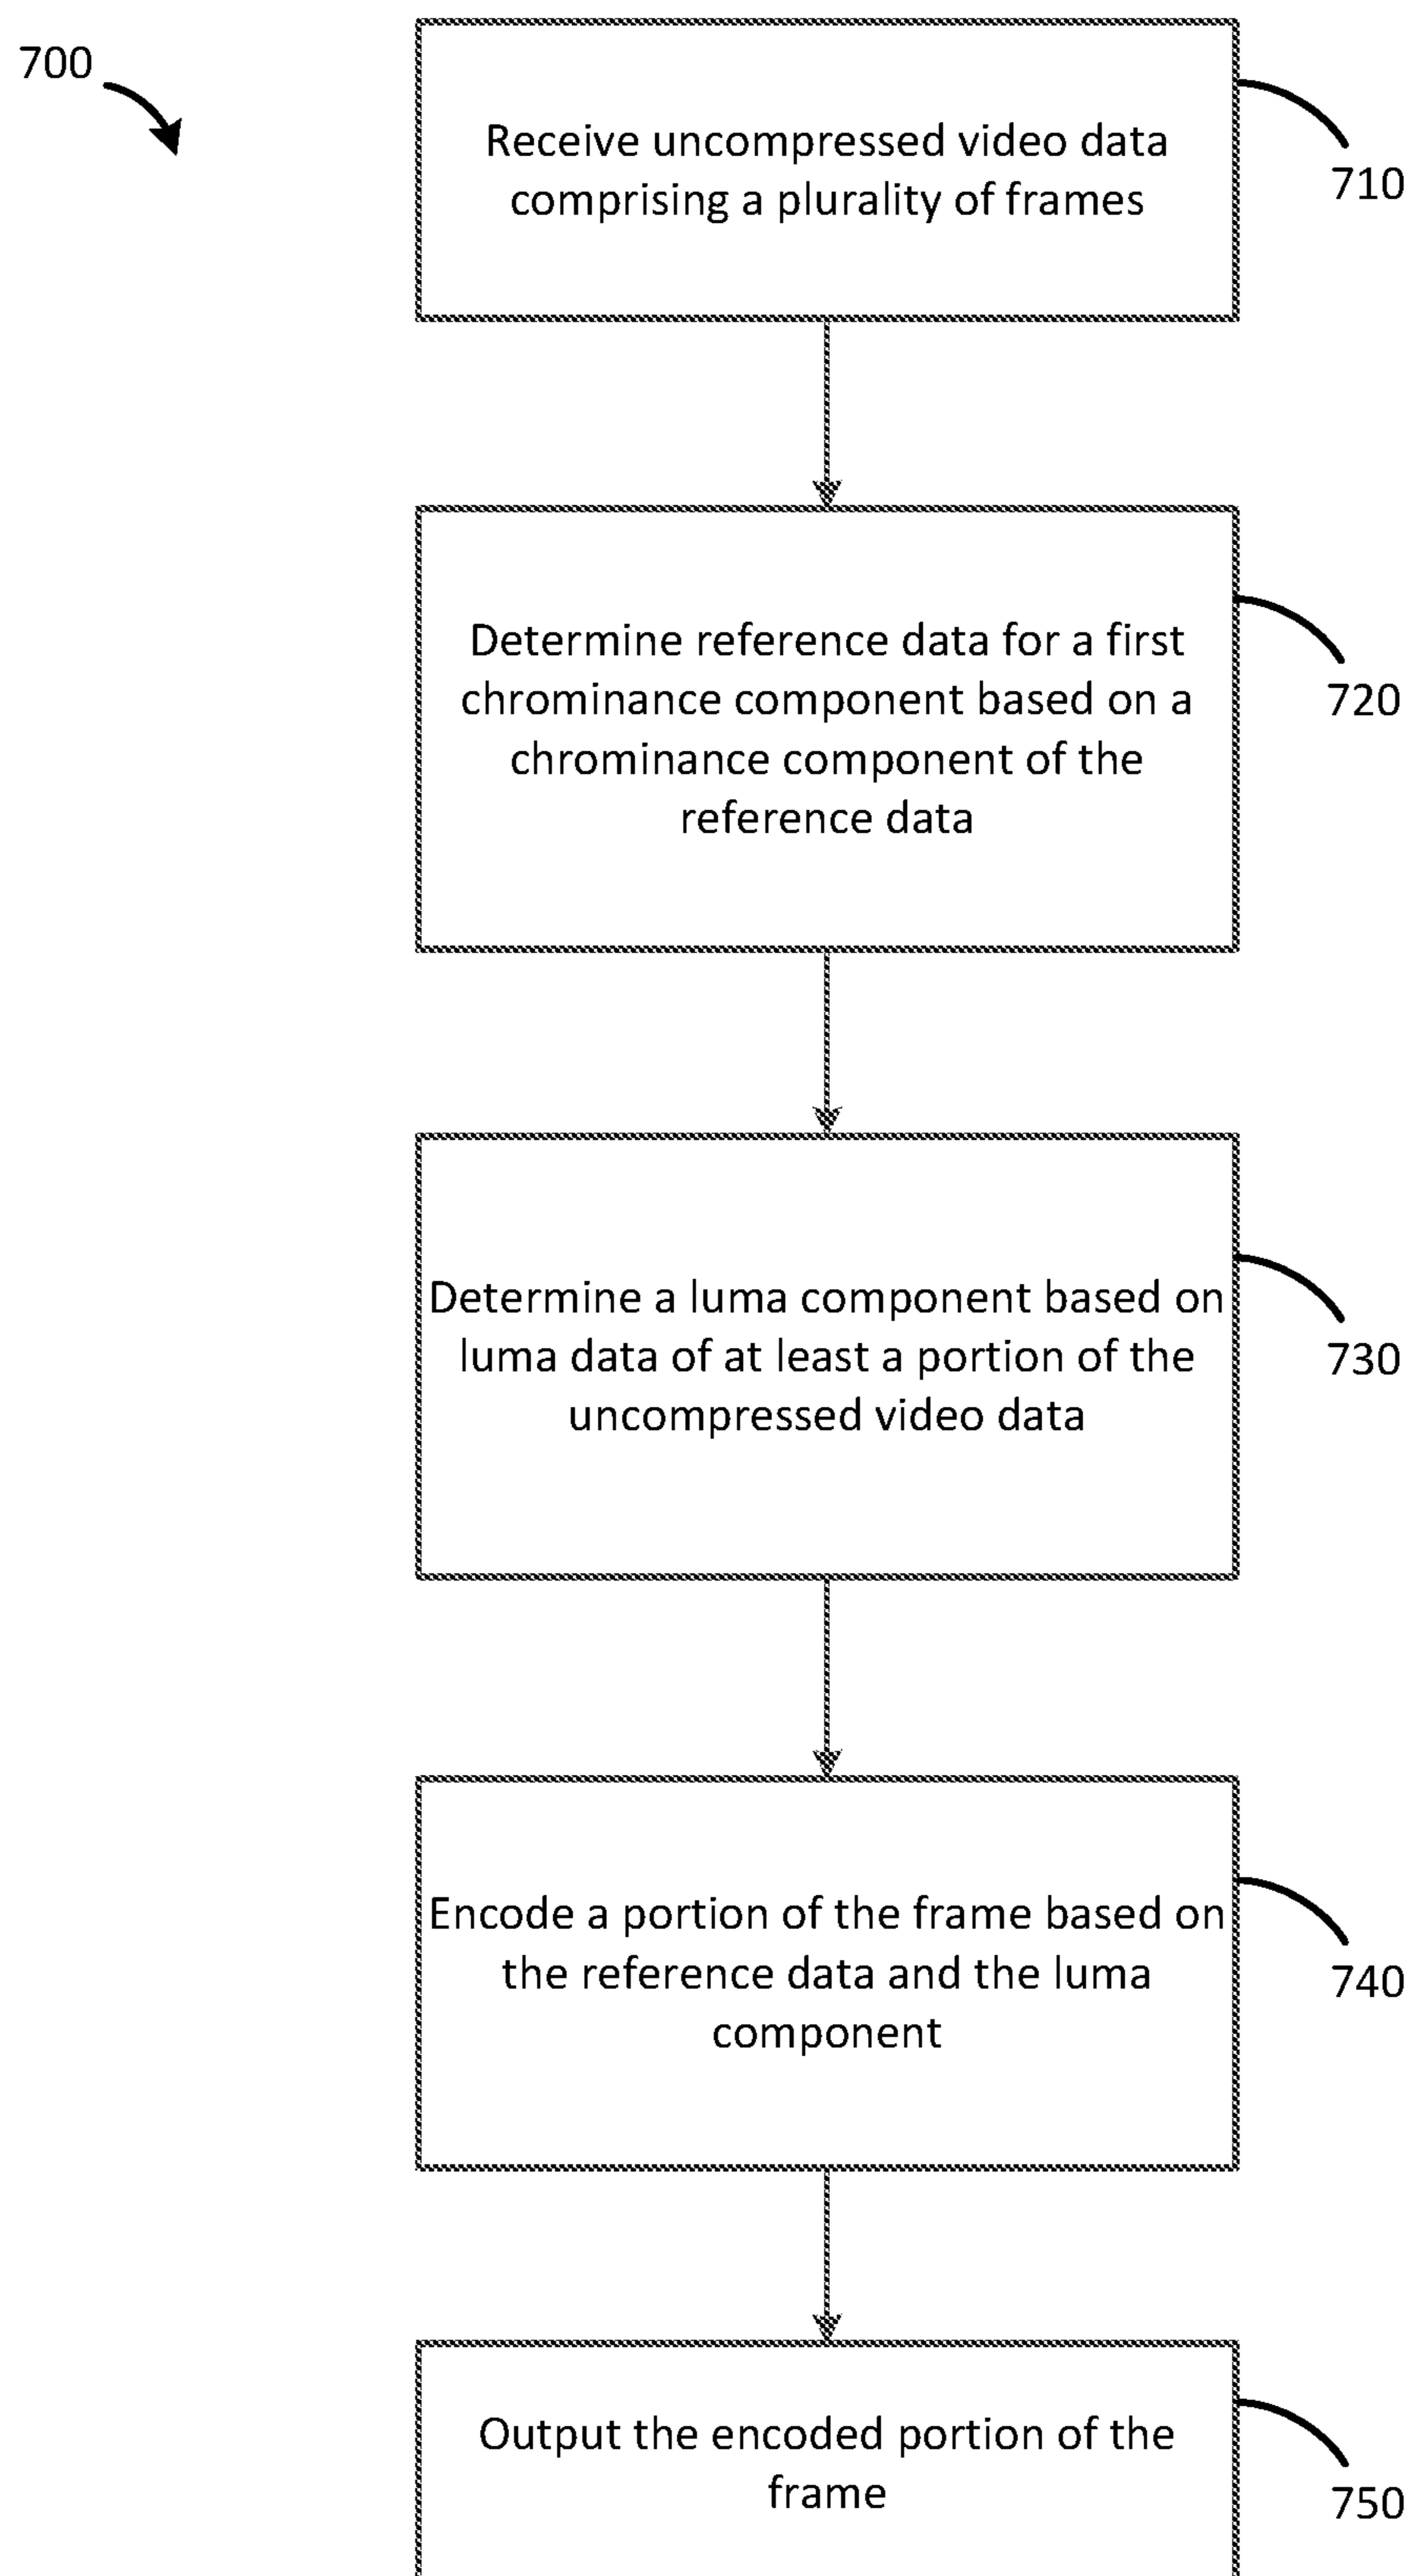 700
Receive uncompressed video data
comprising a plurality of frames
710
Determine reference data for a first
chrominance component based on a
chrominance component of the
reference data
720
Determine a luma component based on
luma data of at least a portion of the
uncompressed video data
730
Encode a portion of the frame based on
the reference data and the luma
component
740
Output the encoded portion of the
frame
750